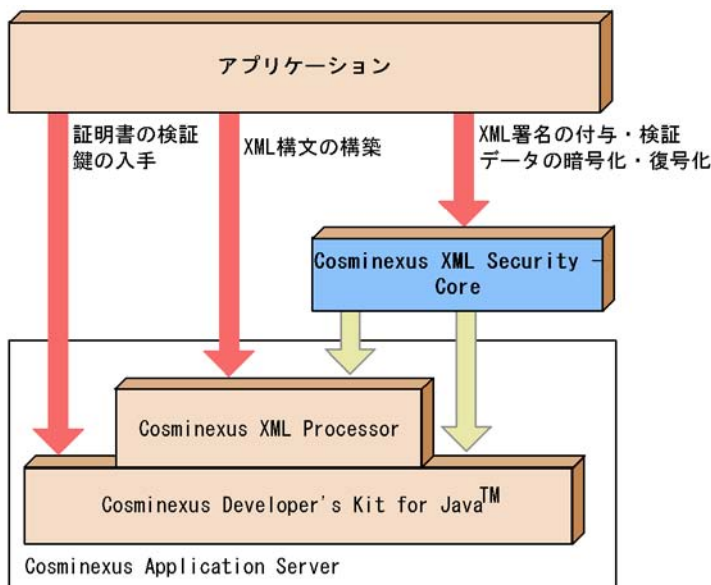 アプリケーション
証明書の検証
鍵の入手
XML構文の構築
XML署名の付与・検証
データの暗号化・復号化
Cosminexus XML Security -
Core
Cosminexus XML Processor
Cosminexus Developer's Kit for Java™
Cosminexus Application Server